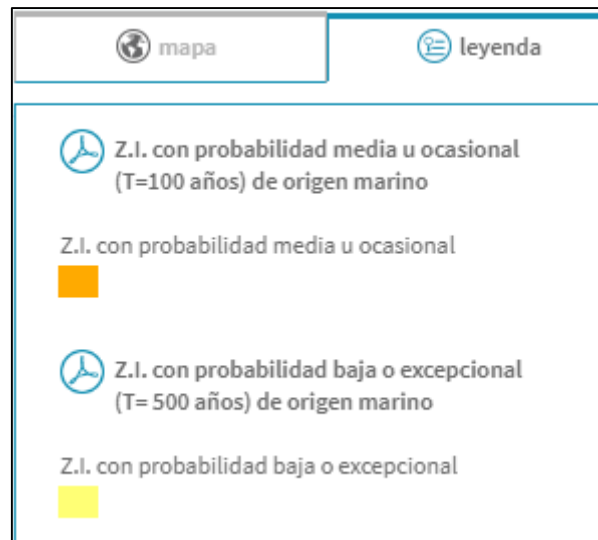 mapa
leyenda
Z.I. con probabilidad media u ocasional
(T=100 años) de origen marino
Z.I. con probabilidad media u ocasional
Z.I. con probabilidad baja o excepcional
(T= 500 años) de origen marino
Z.I. con probabilidad baja o excepcional